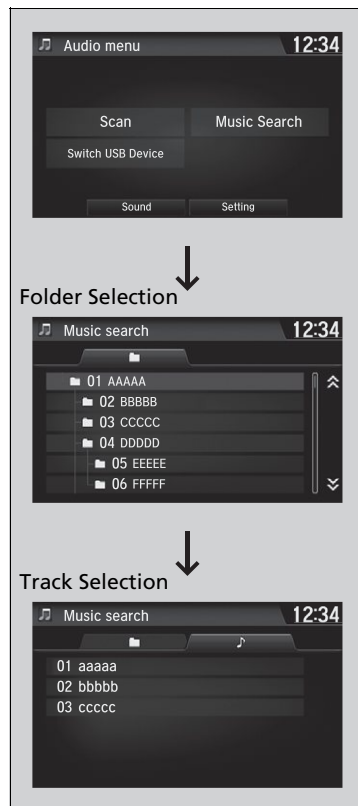 Audio menu 12:34
Scan Music Search
Switch USB Device
Sound Setting
Folder Selection
Music search 12:34
01 AAAAA
02 BBBBB
03 CCCCC
04 DDDDD
05 EEEEE
06 FFFFF
Track Selection
Music search 12:34
01 aaaaa
02 bbbbb
03 ccccc